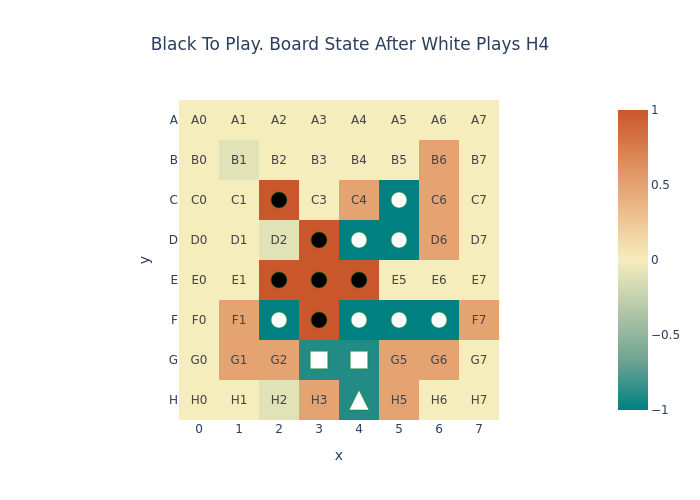 Black To Play. Board State After White Plays H4
A A0 A1 A2 A3 A4 A5 A6 A7
B B0 B1 B2 B3 B4 B5 B6 B7
C C0 C1 C3 C4 C6 C7
D D0 D1 D2 D6 D7
E E0 E1 E5 E6 E7
F F0 F1 F7
G G0 G1 G2 G5 G6 G7
H H0 H1 H2 H3 H5 H6 H7
0 1 2 3 4 5 6 7
x
y
1
0.5
0
−0.5
−1